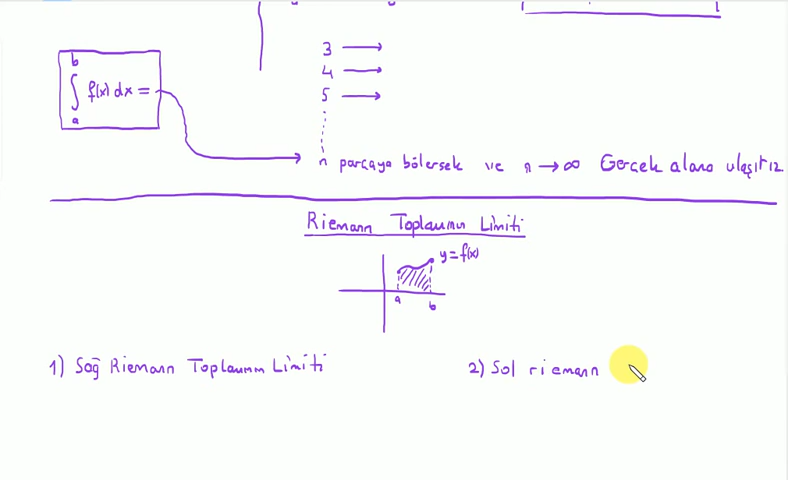 3 →
4 →
5 →
b
∫ f(x) dx =
a
n parçaya bölersek ve n → ∞ Gerçek alana ulaşırız
Riemann Toplamının Limiti
y = f(x)
a b
1) Sağ Riemann Toplamının Limiti
2) Sol riemann